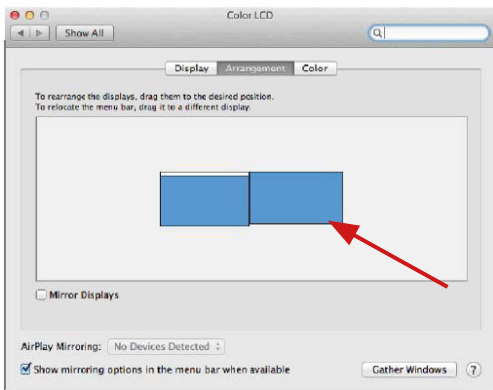 Color LCD
Show All
Display Arrangement Color
To rearrange the displays, drag them to the desired position.
To relocate the menu bar, drag it to a different display.
Mirror Displays
AirPlay Mirroring: No Devices Detected
Show mirroring options in the menu bar when available
Gather Windows ?